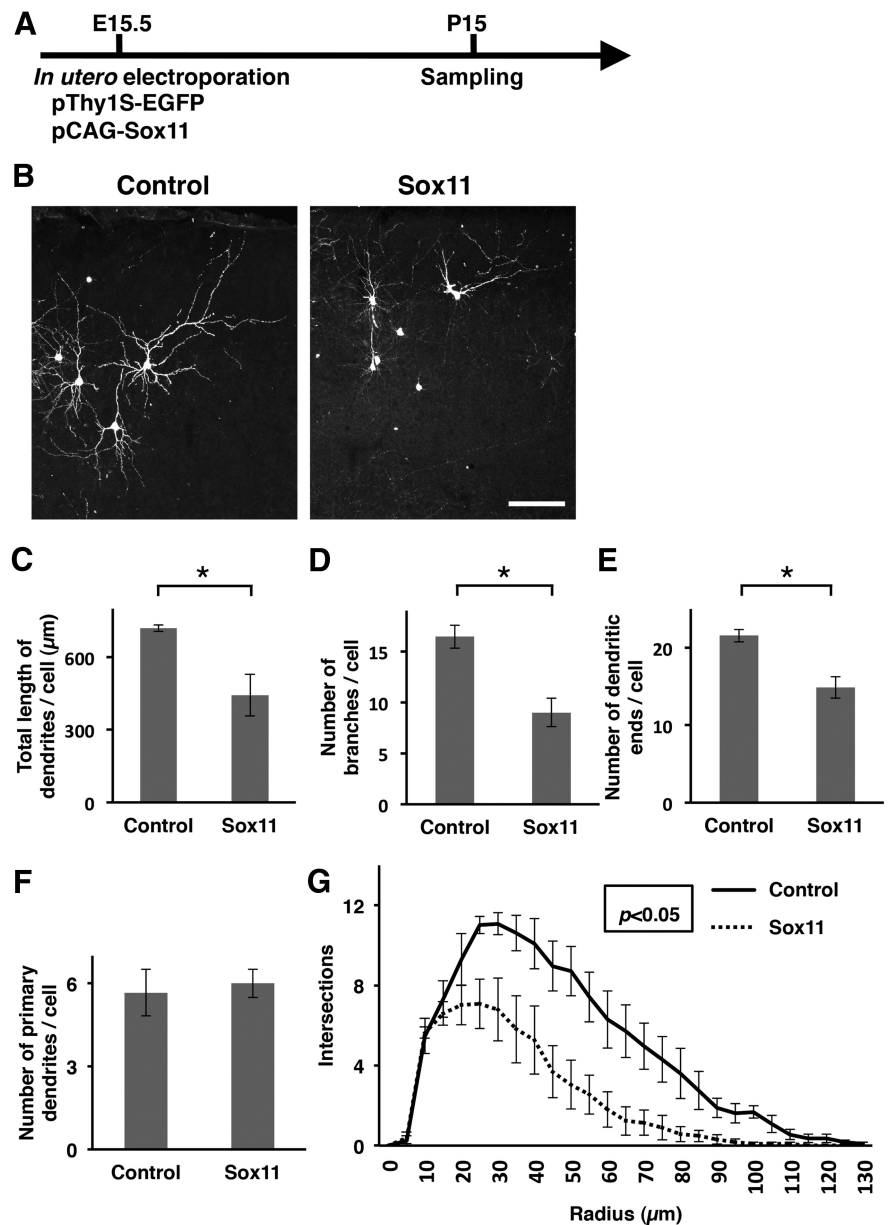 A
E15.5 P15
In utero electroporation Sampling
pThy1S-EGFP
pCAG-Sox11
B
Control Sox11
C
*
Total length of
dendrites / cell (µm)
600
300
0
Control Sox11
D
*
Number of
branches / cell
15
10
5
0
Control Sox11
E
*
Number of dendritic
ends / cell
20
10
0
Control Sox11
F
Number of primary
dendrites / cell
6
3
0
Control Sox11
G
Intersections
12
8
4
0
p<0.05
Control
Sox11
0 10 20 30 40 50 60 70 80 90 100 110 120 130
Radius (µm)